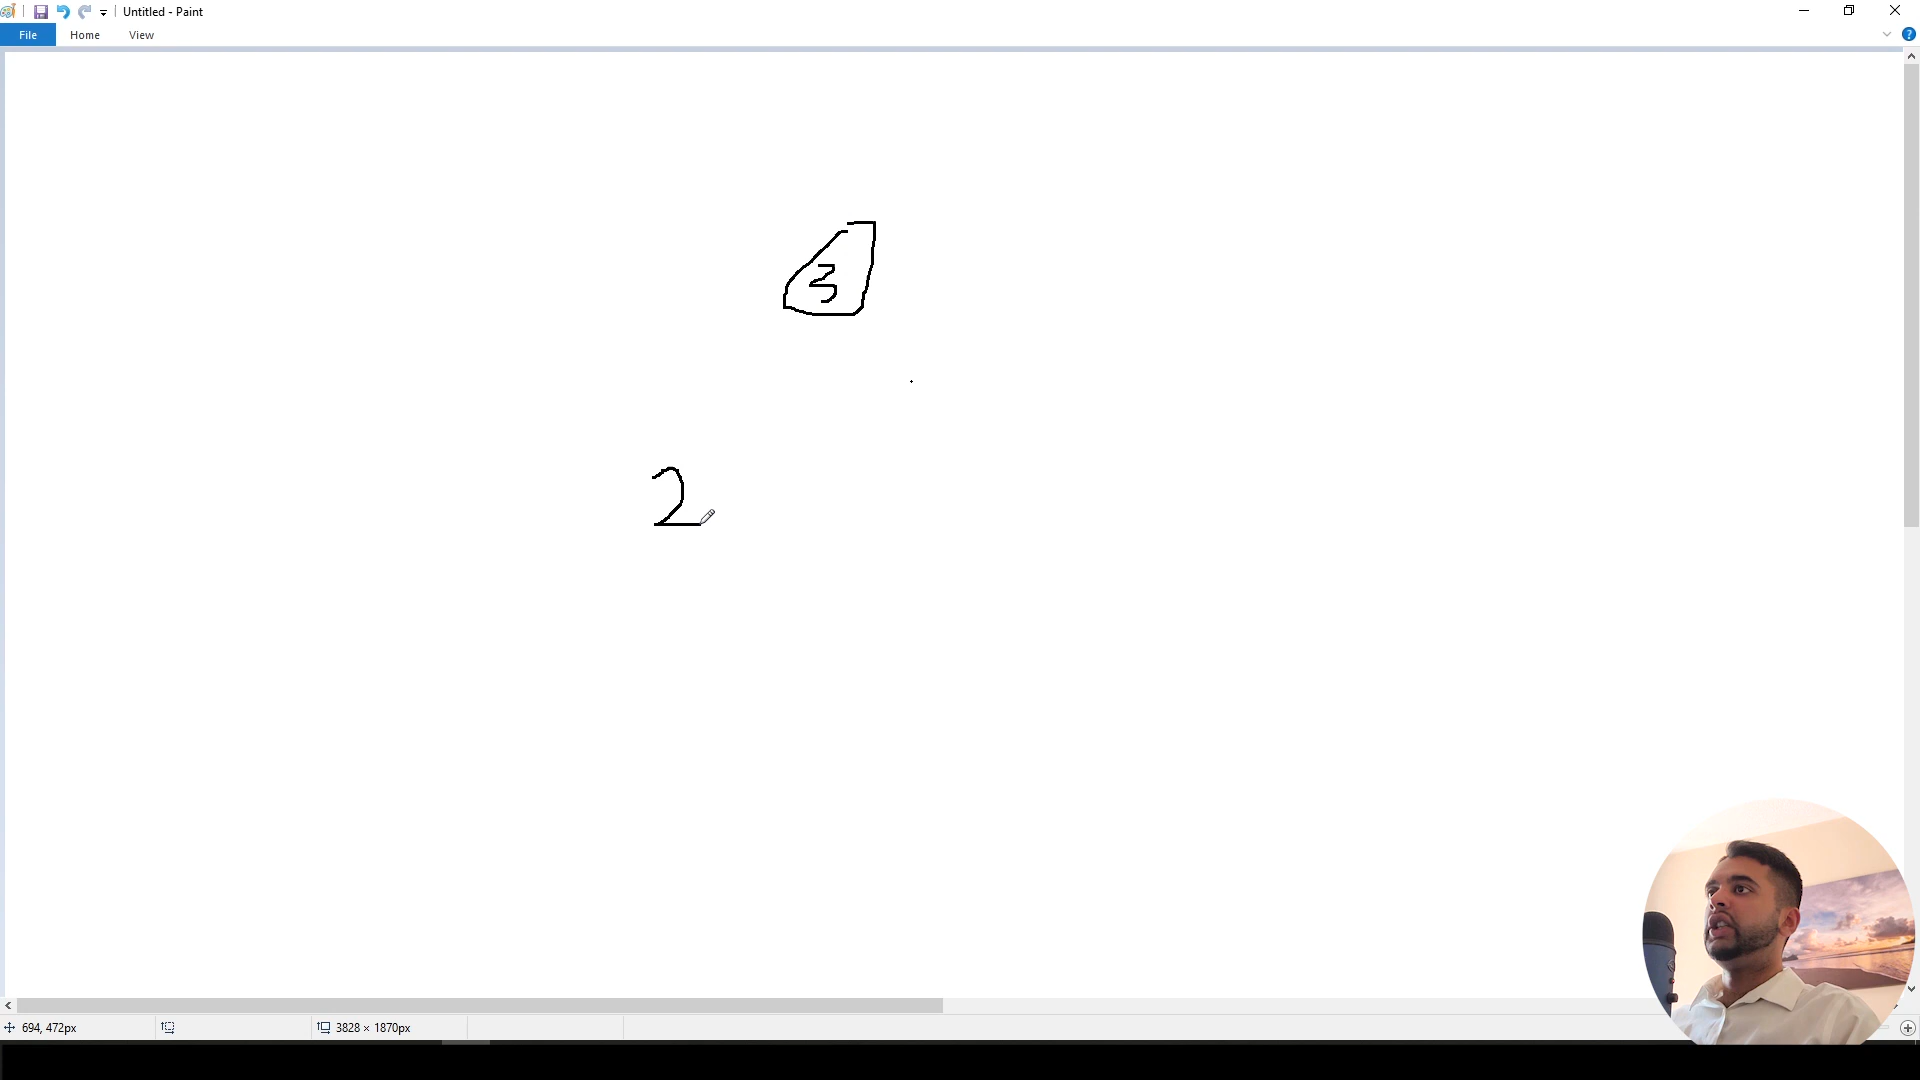 Untitled - Paint
File Home View
3
2
694, 472px 3828 × 1870px